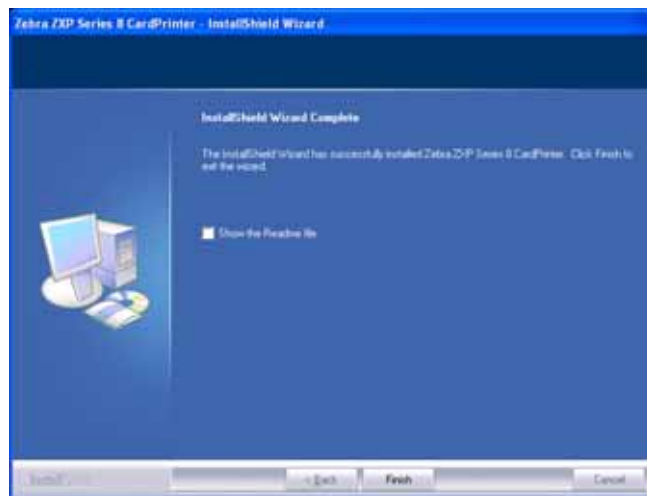 Zebra ZXP Series 8 CardPrinter - InstallShield Wizard
InstallShield Wizard Complete
The InstallShield Wizard has successfully installed Zebra ZXP Series 8 CardPrinter. Click Finish to
exit the wizard.
Show the Readme file
< Back
Finish
Cancel